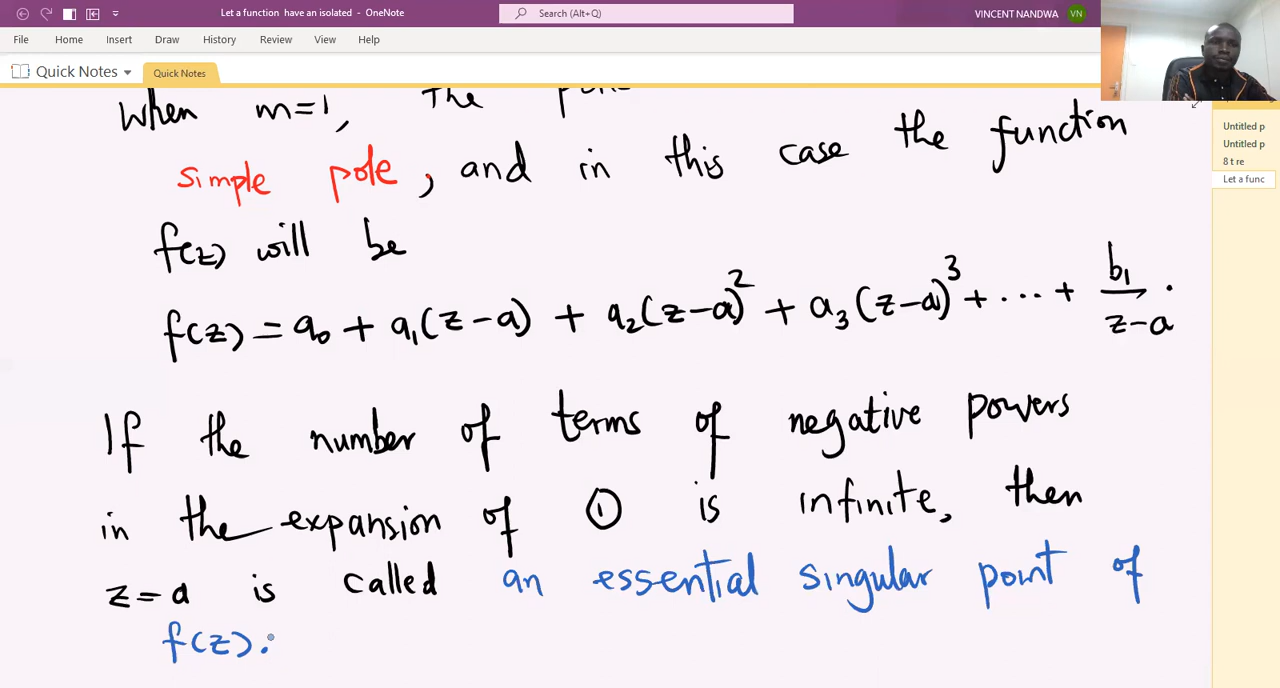 Let a function have an isolated - OneNote
Search (Alt+Q)
VINCENT NANDWA VN
File Home Insert Draw History Review View Help
Quick Notes Quick Notes
Untitled p
Untitled p
8 t re
Let a func
When m=1, the
simple pole, and in this case the function
f(z) will be
f(z) = a₀ + a₁(z-a) + a₂(z-a)² + a₃(z-a)³ + ... + b₁/(z-a).
If the number of terms of negative powers
in the expansion of ① is infinite, then
z=a is called an essential singular point of
f(z).